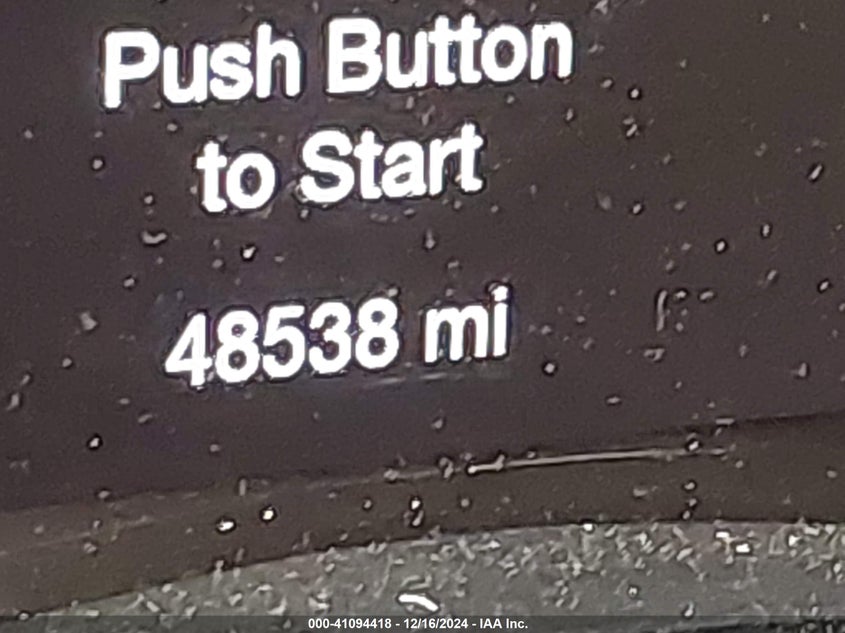 Push Button
to Start
48538 mi
000-41094418 - 12/16/2024 - IAA Inc.